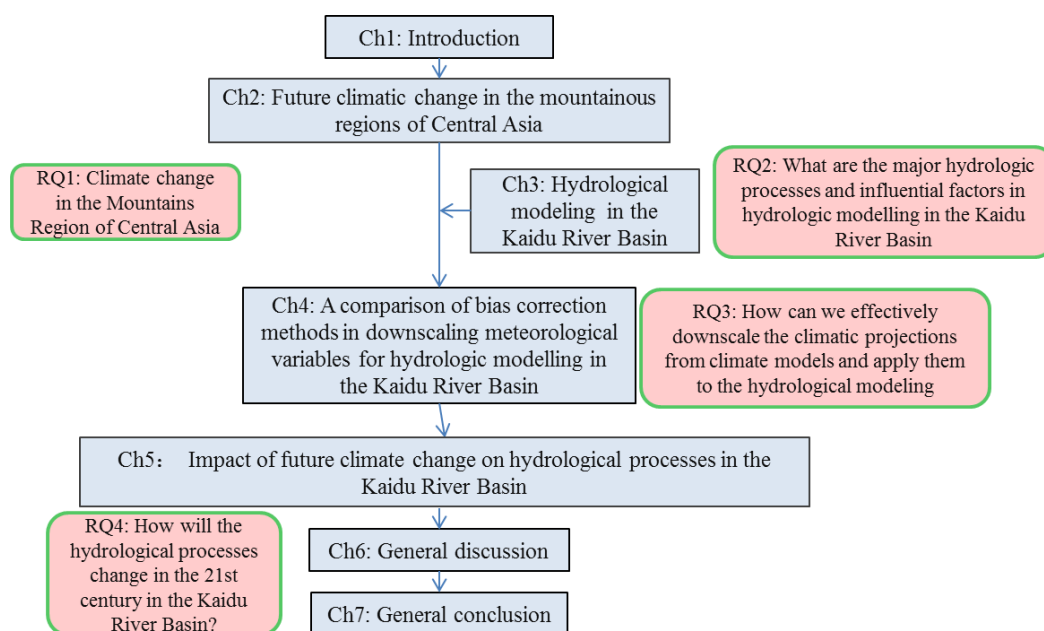 Ch1: Introduction
Ch2: Future climatic change in the mountainous
regions of Central Asia
RQ1: Climate change
in the Mountains
Region of Central Asia
Ch3: Hydrological
modeling in the
Kaidu River Basin
RQ2: What are the major hydrologic
processes and influential factors in
hydrologic modelling in the Kaidu
River Basin
Ch4: A comparison of bias correction
methods in downscaling meteorological
variables for hydrologic modelling in
the Kaidu River Basin
RQ3: How can we effectively
downscale the climatic projections
from climate models and apply them
to the hydrological modeling
Ch5： Impact of future climate change on hydrological processes in the
Kaidu River Basin
RQ4: How will the
hydrological processes
change in the 21st
century in the Kaidu
River Basin?
Ch6: General discussion
Ch7: General conclusion